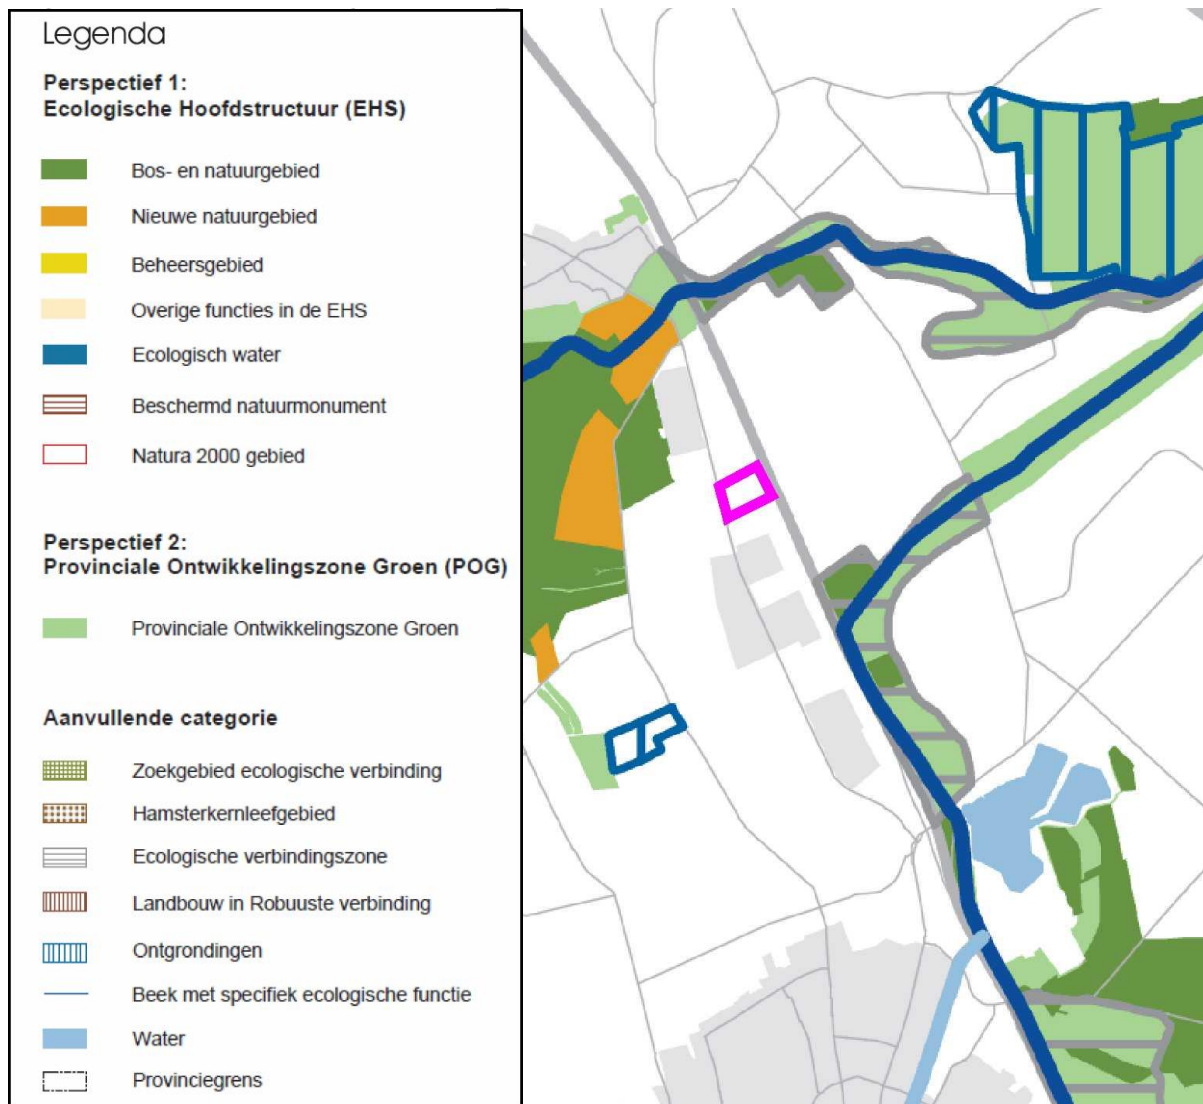 Legenda
Perspectief 1:
Ecologische Hoofdstructuur (EHS)
Bos- en natuurgebied
Nieuwe natuurgebied
Beheersgebied
Overige functies in de EHS
Ecologisch water
Beschermd natuurmonument
Natura 2000 gebied
Perspectief 2:
Provinciale Ontwikkelingszone Groen (POG)
Provinciale Ontwikkelingszone Groen
Aanvullende categorie
Zoekgebied ecologische verbinding
Hamsterkernleefgebied
Ecologische verbindingszone
Landbouw in Robuuste verbinding
Ontgrondingen
Beek met specifiek ecologische functie
Water
Provinciegrens